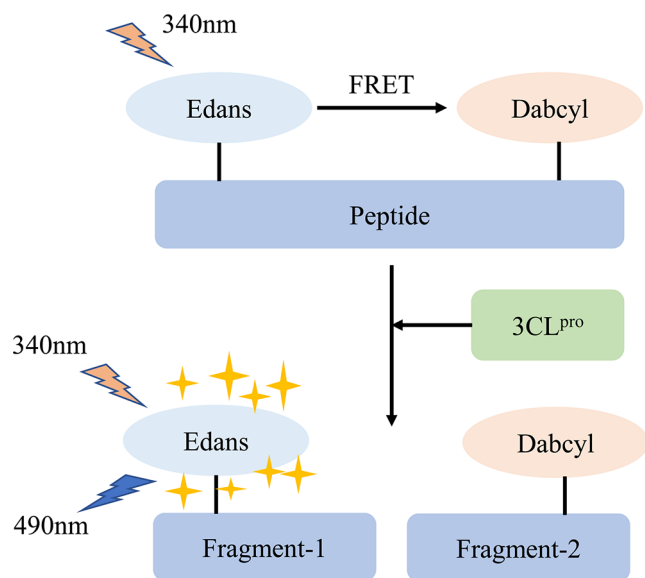 340nm
FRET
Edans
Dabcyl
Peptide
3CLᵖʳᵒ
340nm
Edans
Dabcyl
490nm
Fragment-1
Fragment-2